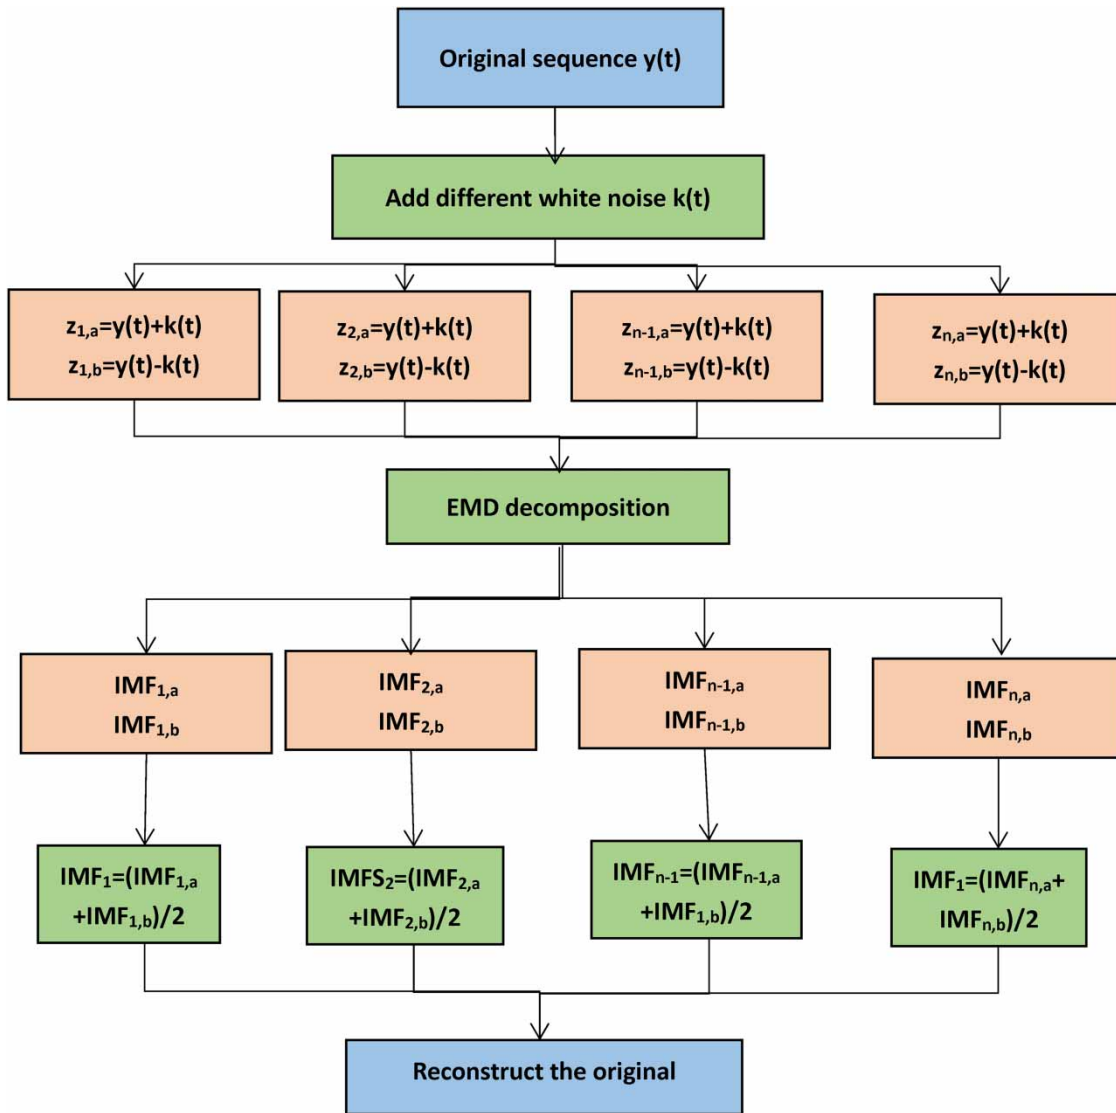 Original sequence y(t)
Add different white noise k(t)
z1,a=y(t)+k(t)
z1,b=y(t)-k(t)
z2,a=y(t)+k(t)
z2,b=y(t)-k(t)
zn-1,a=y(t)+k(t)
zn-1,b=y(t)-k(t)
zn,a=y(t)+k(t)
zn,b=y(t)-k(t)
EMD decomposition
IMF1,a
IMF1,b
IMF2,a
IMF2,b
IMFn-1,a
IMFn-1,b
IMFn,a
IMFn,b
IMF1=(IMF1,a
+IMF1,b)/2
IMFS2=(IMF2,a
+IMF2,b)/2
IMFn-1=(IMFn-1,a
+IMF1,b)/2
IMF1=(IMFn,a+
IMFn,b)/2
Reconstruct the original